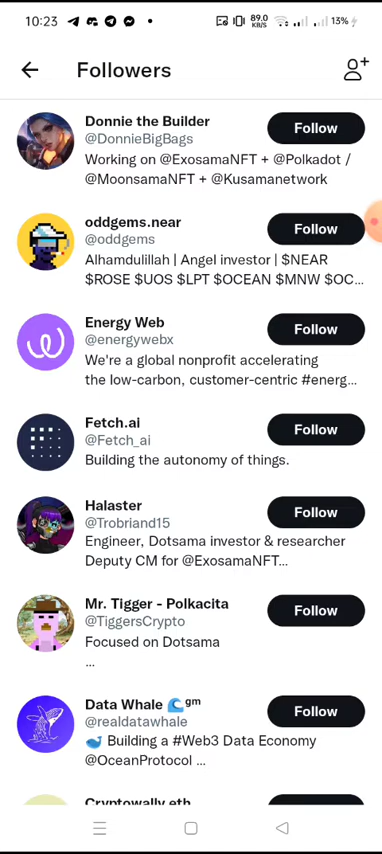 10:23
89.0
KB/S
13%
Followers
Donnie the Builder
@DonnieBigBags
Follow
Working on @ExosamaNFT + @Polkadot /
@MoonsamaNFT + @Kusamanetwork
oddgems.near
@oddgems
Follow
Alhamdulillah | Angel investor | $NEAR
$ROSE $UOS $LPT $OCEAN $MNW $OC...
Energy Web
@energywebx
Follow
We're a global nonprofit accelerating
the low-carbon, customer-centric #energ...
Fetch.ai
@Fetch_ai
Follow
Building the autonomy of things.
Halaster
@Trobriand15
Follow
Engineer, Dotsama investor & researcher
Deputy CM for @ExosamaNFT...
Mr. Tigger - Polkacita
@TiggersCrypto
Follow
Focused on Dotsama
...
Data Whale 🌊 gm
@realdatawhale
Follow
🐋 Building a #Web3 Data Economy
@OceanProtocol ...
Cryptowally.eth